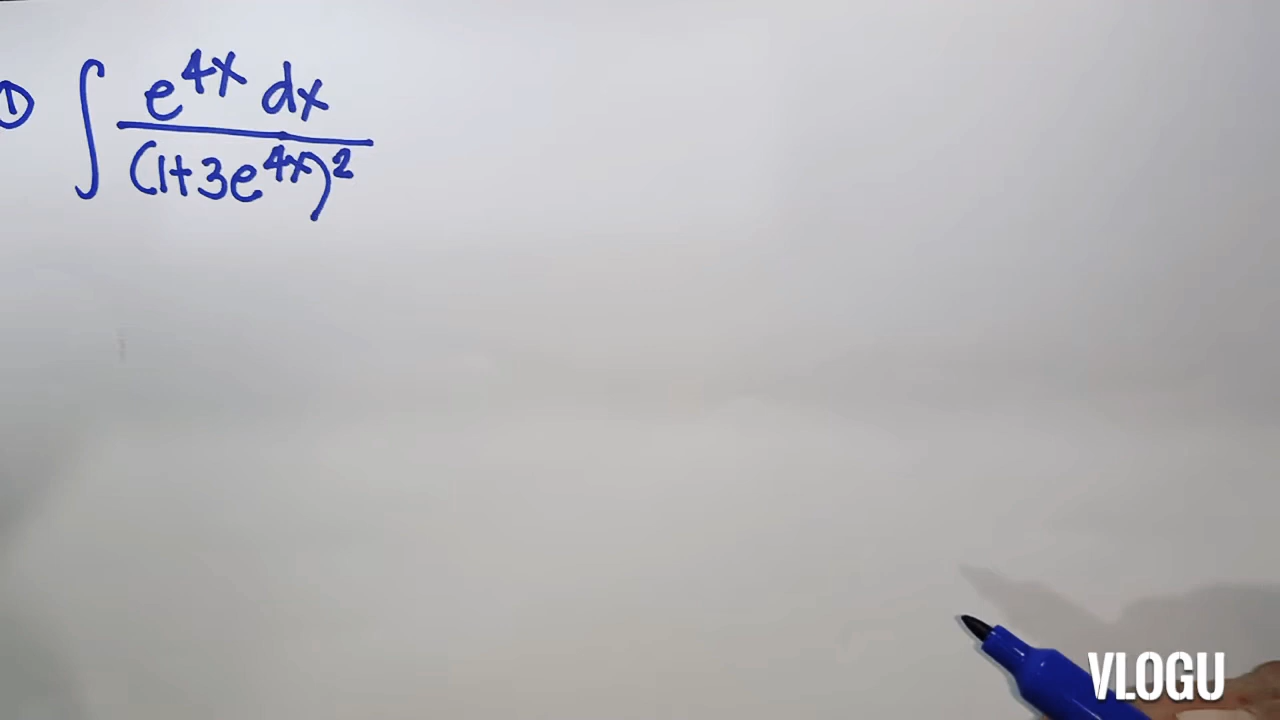 ① ∫ e^{4x} dx / (1+3e^{4x})^2
VLOGU